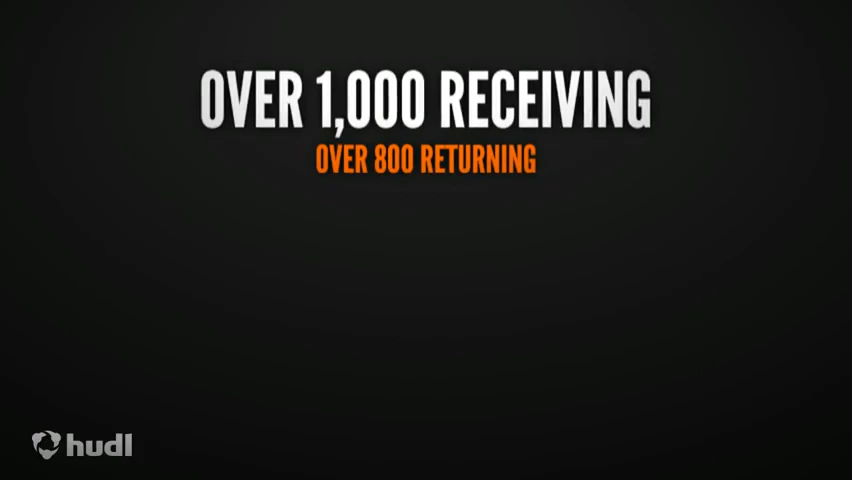 OVER 1,000 RECEIVING
OVER 800 RETURNING
hudl